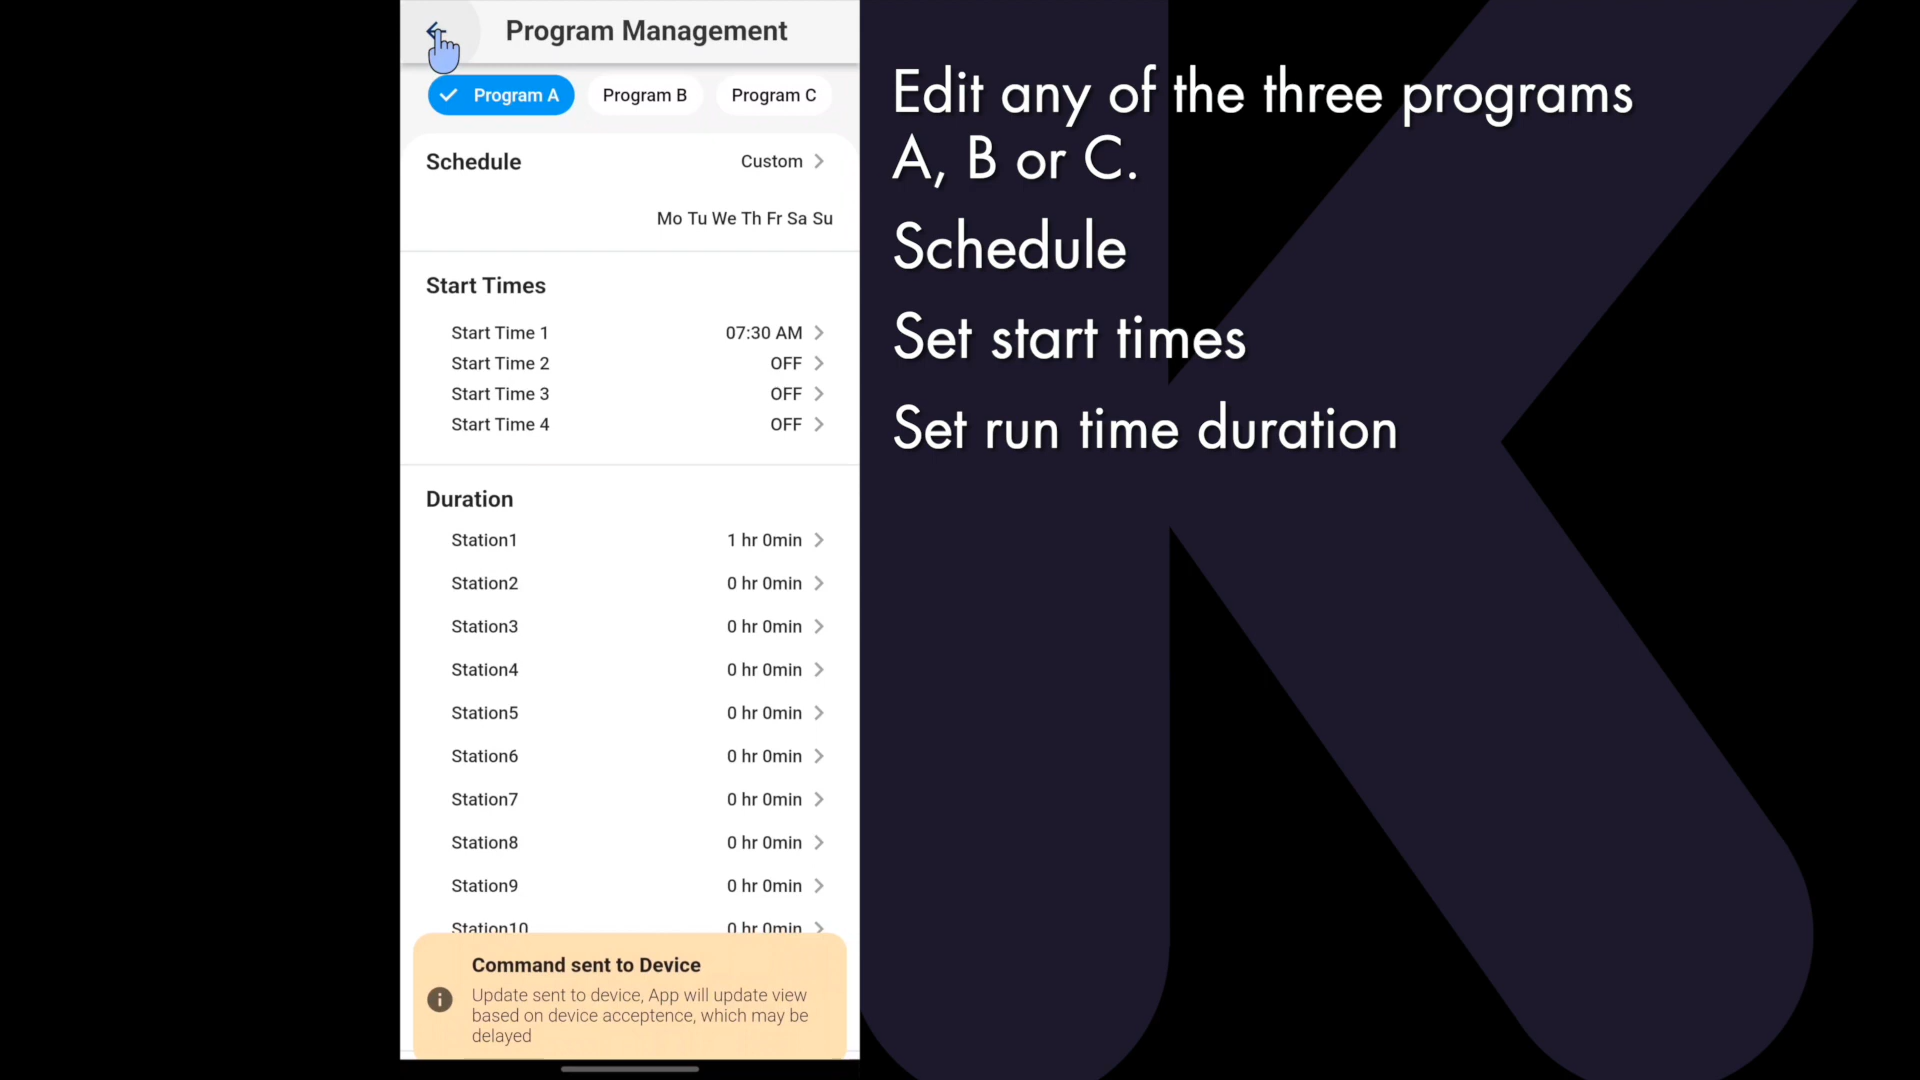 Program Management
Program A
Program B
Program C
Schedule
Custom
Mo Tu We Th Fr Sa Su
Start Times
Start Time 1
07:30 AM
Start Time 2
OFF
Start Time 3
OFF
Start Time 4
OFF
Duration
Station1
1 hr 0min
Station2
0 hr 0min
Station3
0 hr 0min
Station4
0 hr 0min
Station5
0 hr 0min
Station6
0 hr 0min
Station7
0 hr 0min
Station8
0 hr 0min
Station9
0 hr 0min
Station10
0 hr 0min
Command sent to Device
Update sent to device, App will update view
based on device acceptence, which may be
delayed
Edit any of the three programs
A, B or C.
Schedule
Set start times
Set run time duration